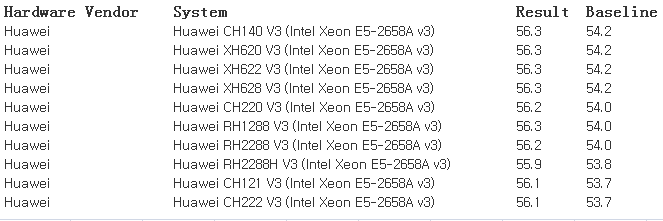 Hardware Vendor System Result Baseline
Huawei Huawei CH140 V3 (Intel Xeon E5-2658A v3) 56.3 54.2
Huawei Huawei XH620 V3 (Intel Xeon E5-2658A v3) 56.3 54.2
Huawei Huawei XH622 V3 (Intel Xeon E5-2658A v3) 56.3 54.2
Huawei Huawei XH628 V3 (Intel Xeon E5-2658A v3) 56.3 54.2
Huawei Huawei CH220 V3 (Intel Xeon E5-2658A v3) 56.2 54.0
Huawei Huawei RH1288 V3 (Intel Xeon E5-2658A v3) 56.3 54.0
Huawei Huawei RH2288 V3 (Intel Xeon E5-2658A v3) 56.2 54.0
Huawei Huawei RH2288H V3 (Intel Xeon E5-2658A v3) 55.9 53.8
Huawei Huawei CH121 V3 (Intel Xeon E5-2658A v3) 56.1 53.7
Huawei Huawei CH222 V3 (Intel Xeon E5-2658A v3) 56.1 53.7